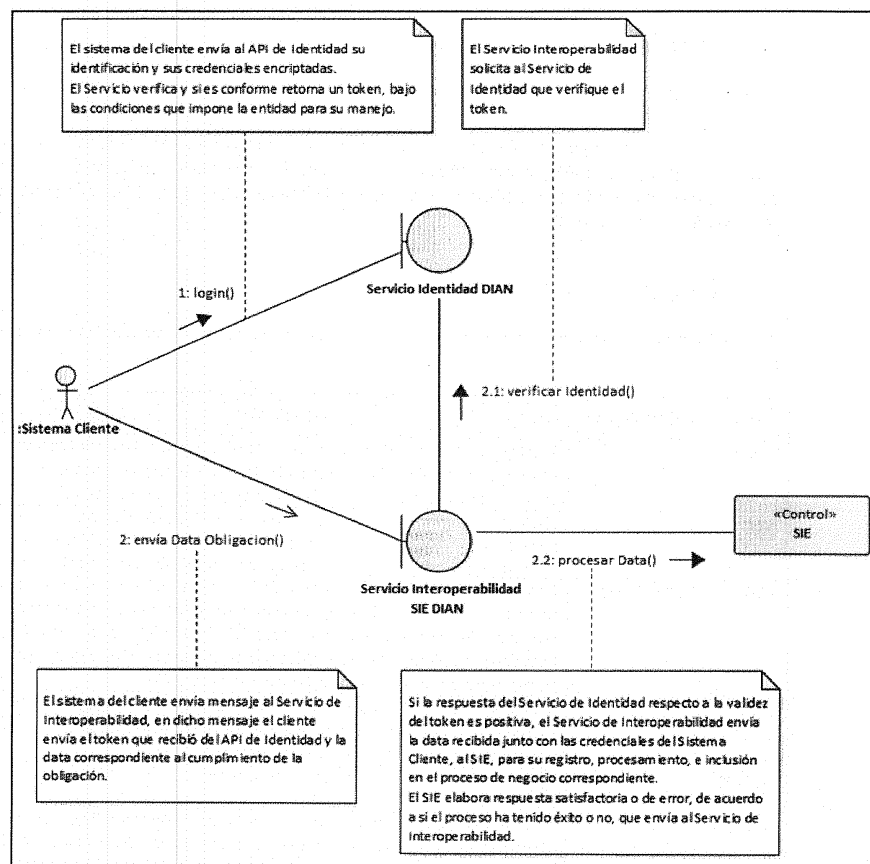 El sistema del cliente envía al API de Identidad su
identificación y sus credenciales encriptadas.
El Servicio verifica y si es conforme retorna un token, bajo
las condiciones que impone la entidad para su manejo.
El Servicio Interoperabilidad
solicita al Servicio de
Identidad que verifique el
token.
Servicio Identidad DIAN
1: login()
2.1: verificar Identidad()
:Sistema Cliente
«Control»
SIE
2: envía Data Obligacion()
2.2: procesar Data()
Servicio Interoperabilidad
SIE DIAN
El sistema del cliente envía mensaje al Servicio de
Interoperabilidad, en dicho mensaje el cliente
envía el token que recibió del API de Identidad y la
data correspondiente al cumplimiento de la
obligación.
Si la respuesta del Servicio de Identidad respecto a la validez
del token es positiva, el Servicio de Interoperabilidad envía
la data recibida junto con las credenciales del Sistema
Cliente, al SIE, para su registro, procesamiento, e inclusión
en el proceso de negocio correspondiente.
El SIE elabora respuesta satisfactoria o de error, de acuerdo
a si el proceso ha tenido éxito o no, que envía al Servicio de
Interoperabilidad.